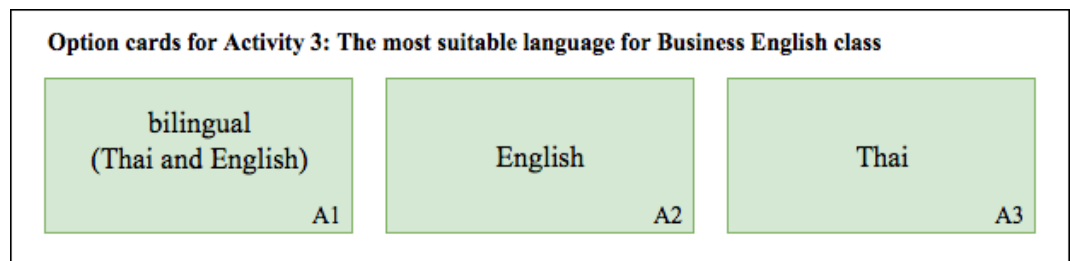 Option cards for Activity 3: The most suitable language for Business English class
bilingual
(Thai and English)
A1
English
A2
Thai
A3